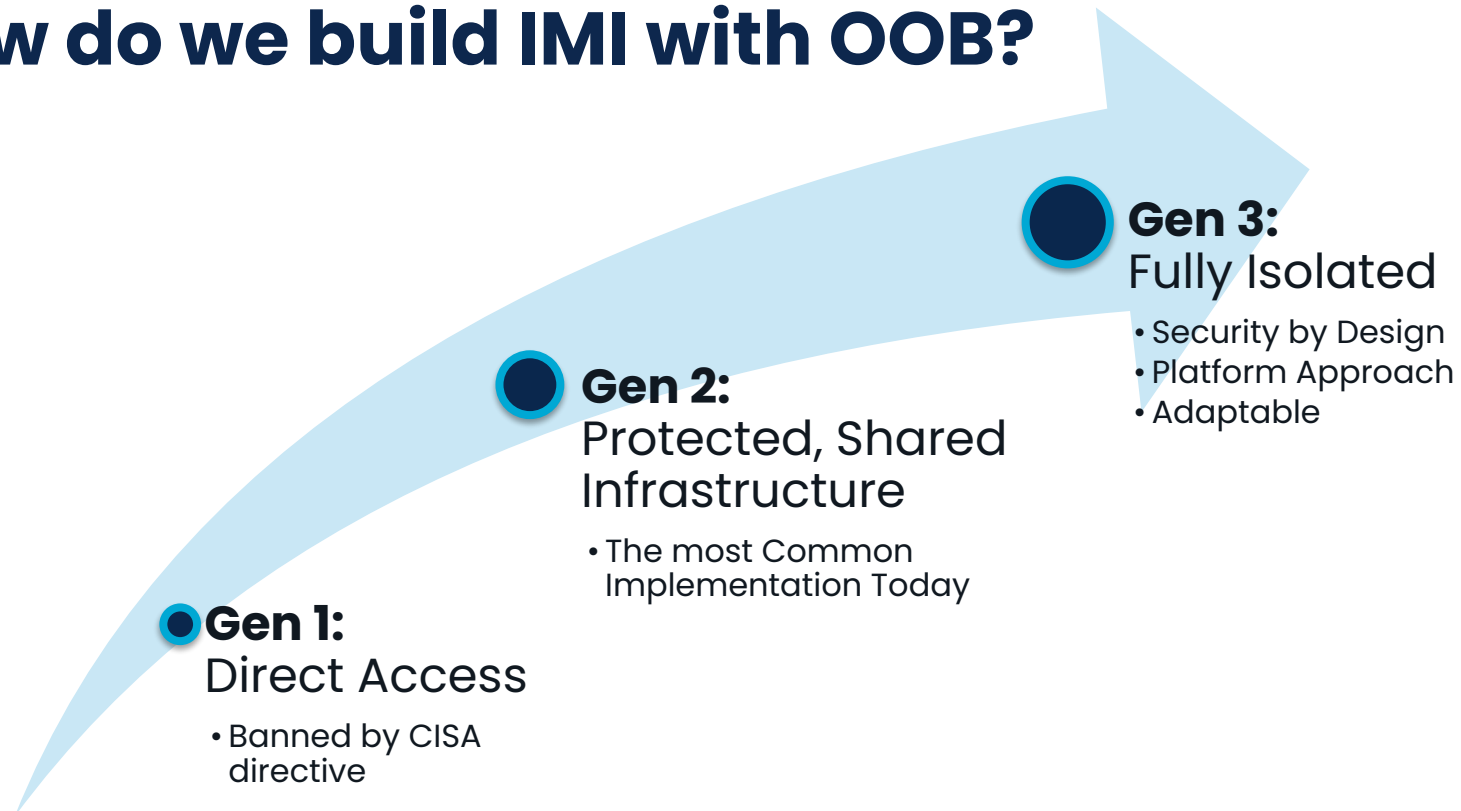 w do we build IMI with OOB?
Gen 3:
Fully Isolated
• Security by Design
• Platform Approach
• Adaptable
Gen 2:
Protected, Shared
Infrastructure
• The most Common
Implementation Today
Gen 1:
Direct Access
• Banned by CISA
directive